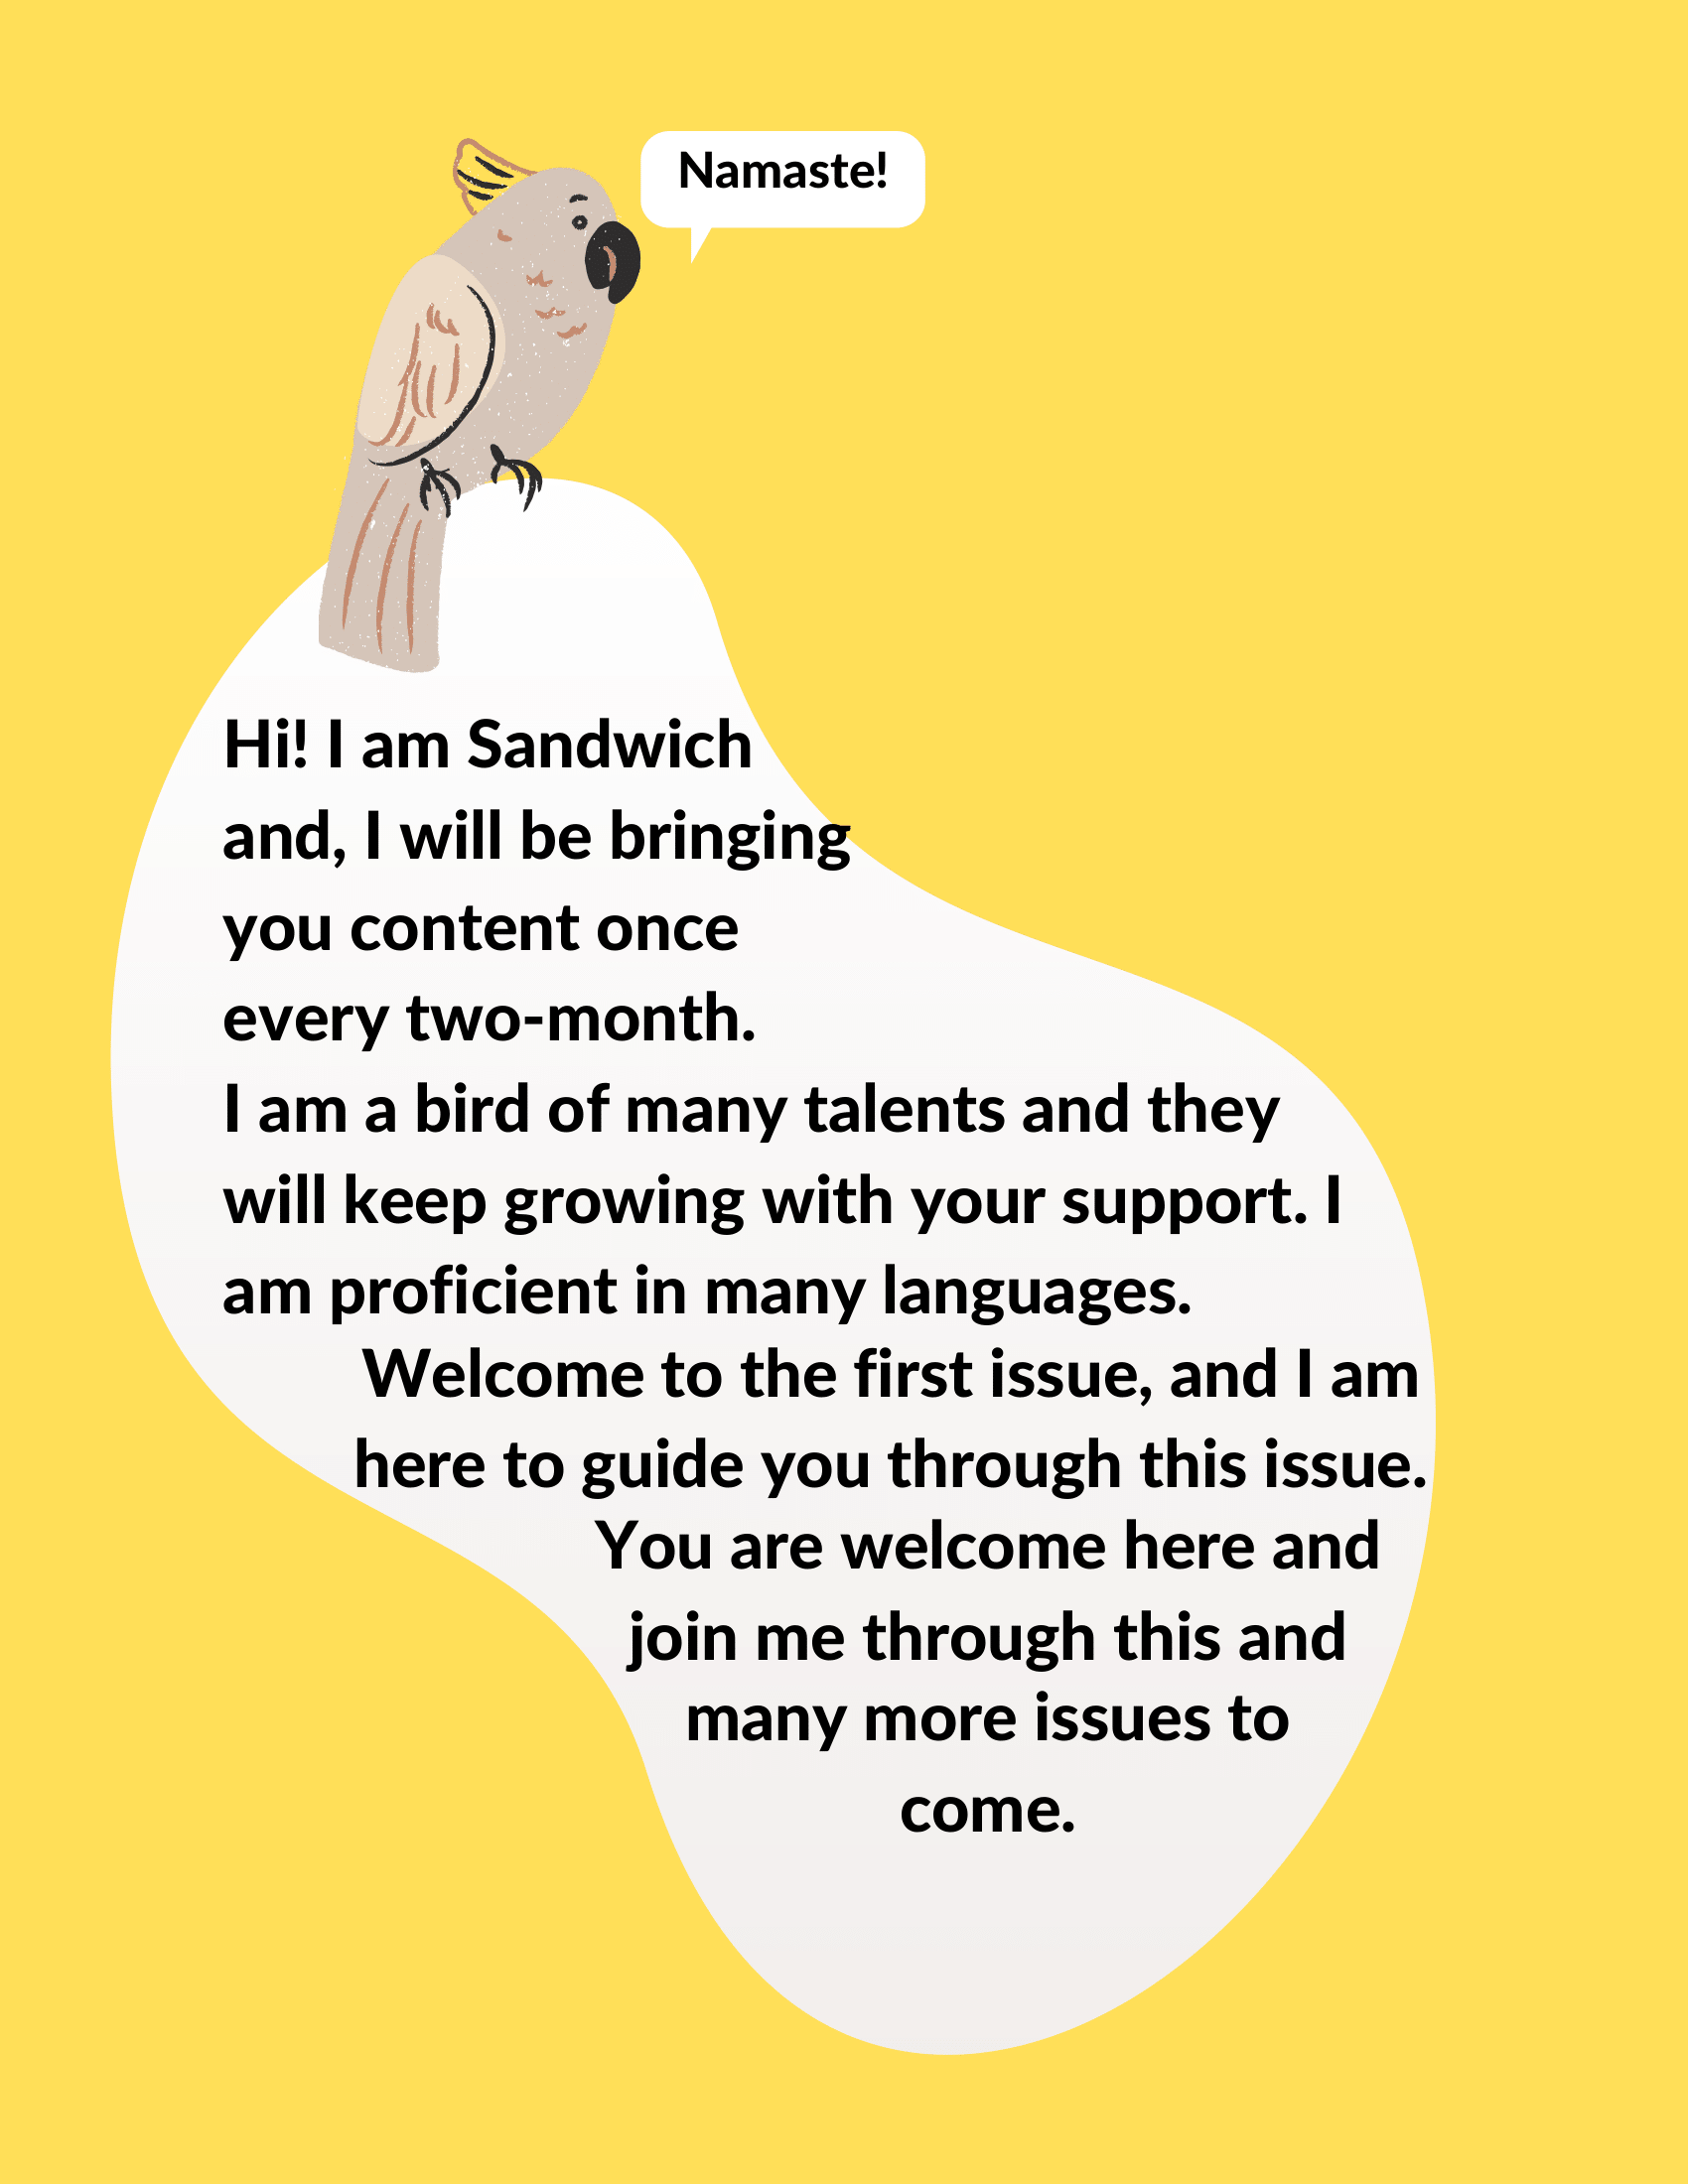 Namaste!
Hi! I am Sandwich
and, I will be bringing
you content once
every two-month.
I am a bird of many talents and they
will keep growing with your support. I
am proficient in many languages.
Welcome to the first issue, and I am
here to guide you through this issue.
You are welcome here and
join me through this and
many more issues to
come.